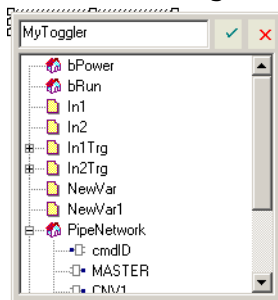 MyToggler
bPower
bRun
In1
In2
In1Trg
In2Trg
NewVar
NewVar1
PipeNetwork
cmdID
MASTER
CNV1